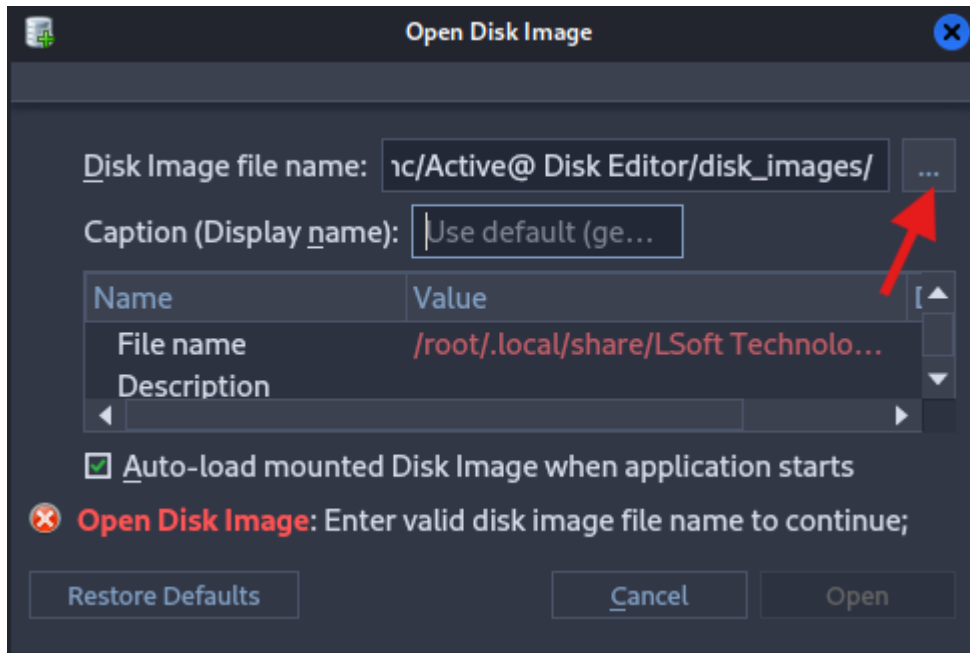 Open Disk Image
Disk Image file name: nc/Active@ Disk Editor/disk_images/ ...
Caption (Display name): Use default (ge...
Name Value
File name /root/.local/share/LSoft Technolo...
Description
Auto-load mounted Disk Image when application starts
Open Disk Image: Enter valid disk image file name to continue;
Restore Defaults Cancel Open